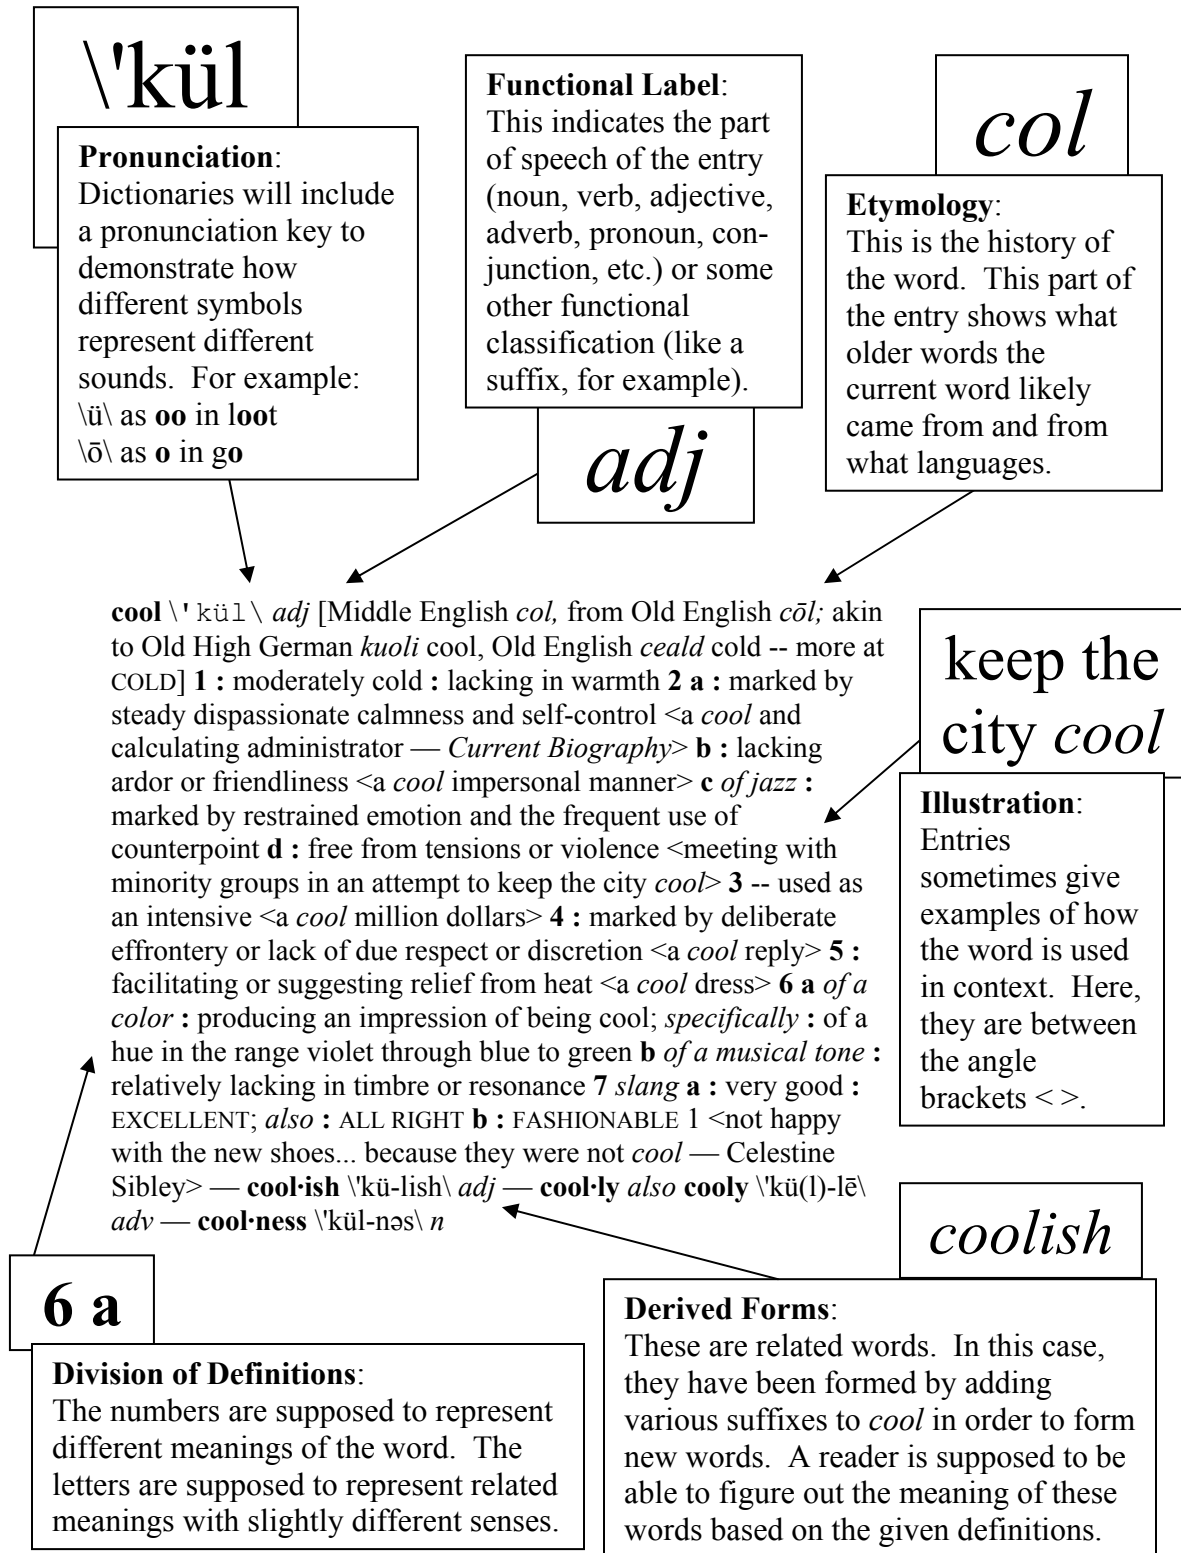 \'kül
Pronunciation:
Dictionaries will include
a pronunciation key to
demonstrate how
different symbols
represent different
sounds.  For example:
\ü\ as oo in loot
\ō\ as o in go
Functional Label:
This indicates the part
of speech of the entry
(noun, verb, adjective,
adverb, pronoun, con-
junction, etc.) or some
other functional
classification (like a
suffix, for example).
adj
col
Etymology:
This is the history of
the word.  This part of
the entry shows what
older words the
current word likely
came from and from
what languages.
cool \' kül\ adj [Middle English col, from Old English cōl; akin
to Old High German kuoli cool, Old English ceald cold -- more at
COLD] 1 : moderately cold : lacking in warmth 2 a : marked by
steady dispassionate calmness and self-control <a cool and
calculating administrator — Current Biography> b : lacking
ardor or friendliness <a cool impersonal manner> c of jazz :
marked by restrained emotion and the frequent use of
counterpoint d : free from tensions or violence <meeting with
minority groups in an attempt to keep the city cool> 3 -- used as
an intensive <a cool million dollars> 4 : marked by deliberate
effrontery or lack of due respect or discretion <a cool reply> 5 :
facilitating or suggesting relief from heat <a cool dress> 6 a of a
color : producing an impression of being cool; specifically : of a
hue in the range violet through blue to green b of a musical tone :
relatively lacking in timbre or resonance 7 slang a : very good :
EXCELLENT; also : ALL RIGHT b : FASHIONABLE 1 <not happy
with the new shoes... because they were not cool — Celestine
Sibley> — cool·ish \'kü-lish\ adj — cool·ly also cooly \'kü(l)-lē\
adv — cool·ness \'kül-nəs\ n
keep the
city cool
Illustration:
Entries
sometimes give
examples of how
the word is used
in context.  Here,
they are between
the angle
brackets < >.
6 a
Division of Definitions:
The numbers are supposed to represent
different meanings of the word.  The
letters are supposed to represent related
meanings with slightly different senses.
coolish
Derived Forms:
These are related words.  In this case,
they have been formed by adding
various suffixes to cool in order to form
new words.  A reader is supposed to be
able to figure out the meaning of these
words based on the given definitions.